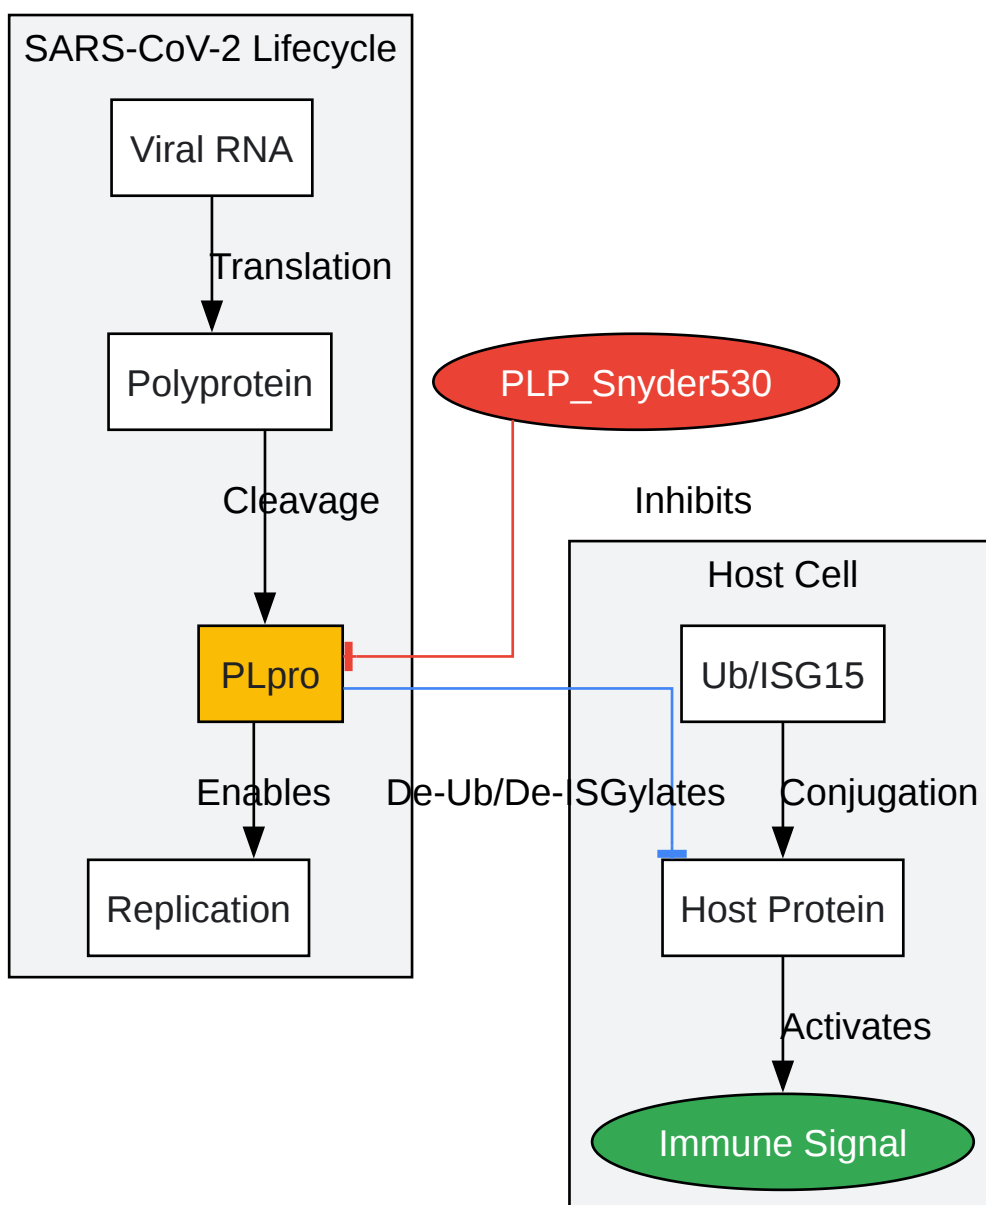 SARS-CoV-2 Lifecycle
Viral RNA
Translation
Polyprotein
PLP_Snyder530
Cleavage
Inhibits
Host Cell
PLpro
Ub/ISG15
Enables
De-Ub/De-ISGylates
Conjugation
Replication
Host Protein
Activates
Immune Signal